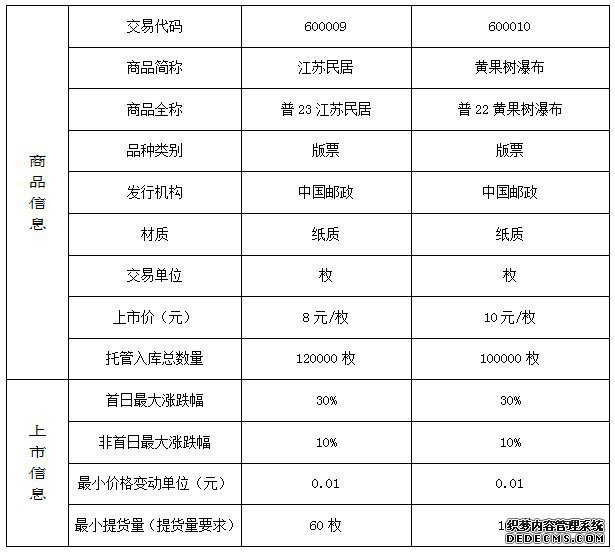 商品信息
交易代码 600009 600010
商品简称 江苏民居 黄果树瀑布
商品全称 普 23 江苏民居 普 22 黄果树瀑布
品种类别 版票 版票
发行机构 中国邮政 中国邮政
材质 纸质 纸质
交易单位 枚 枚
上市价（元） 8 元/枚 10 元/枚
托管入库总数量 120000 枚 100000 枚
上市信息
首日最大涨跌幅 30% 30%
非首日最大涨跌幅 10% 10%
最小价格变动单位（元） 0.01 0.01
最小提货量（提货量要求） 60 枚
织梦内容管理系统
DEDECMS.COM